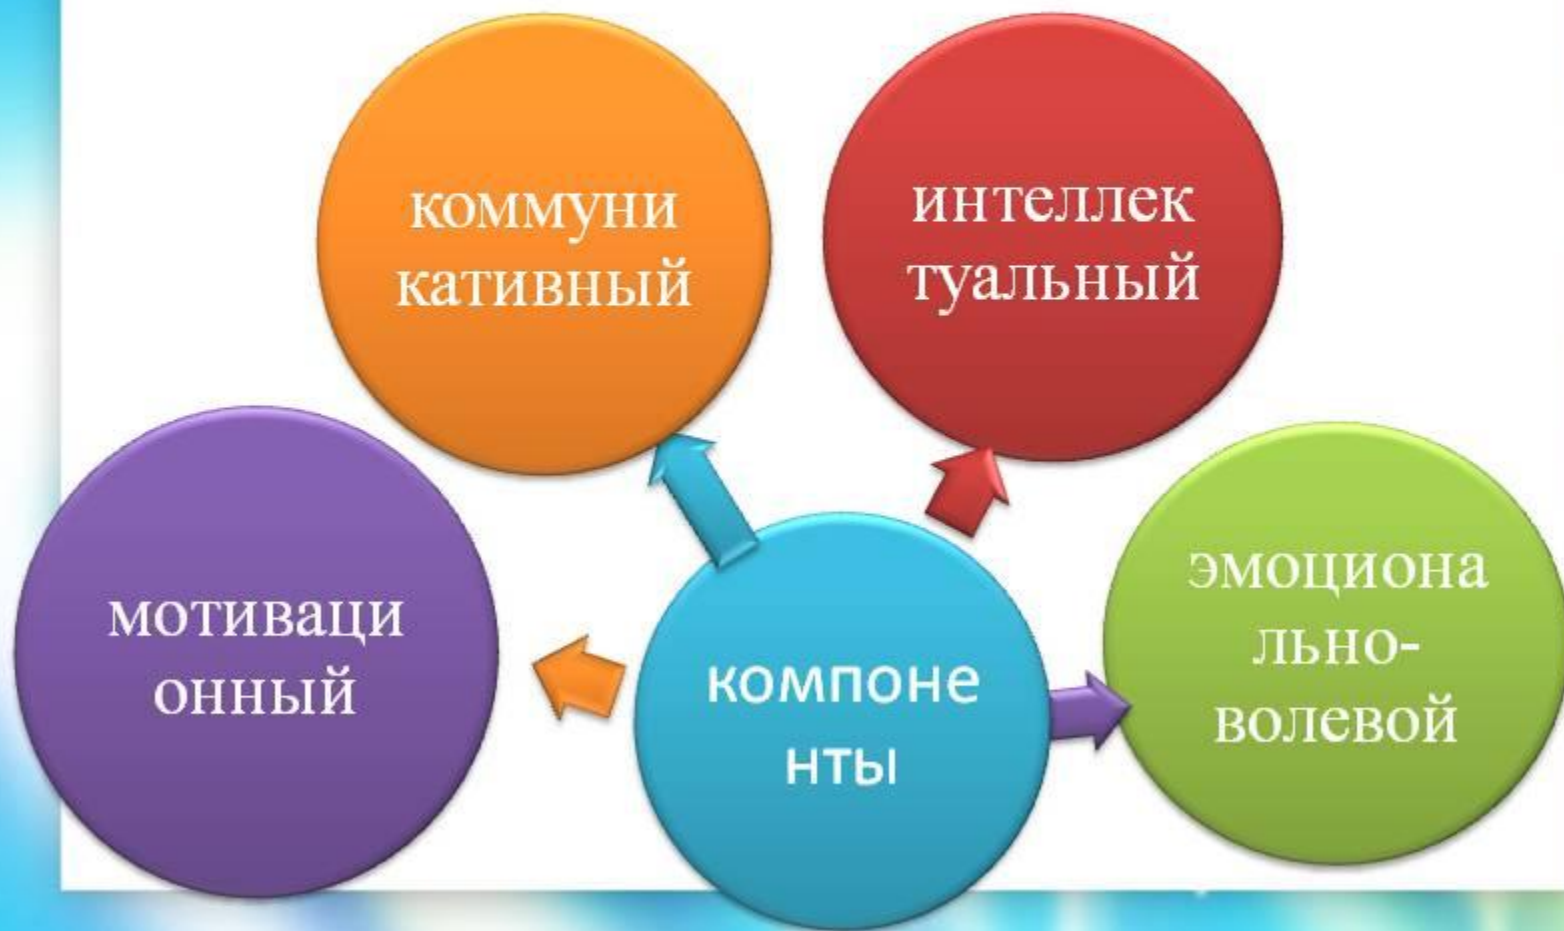 коммуни
кативный
интеллек
туальный
мотиваци
онный
компоне
нты
эмоциона
льно-
волевой